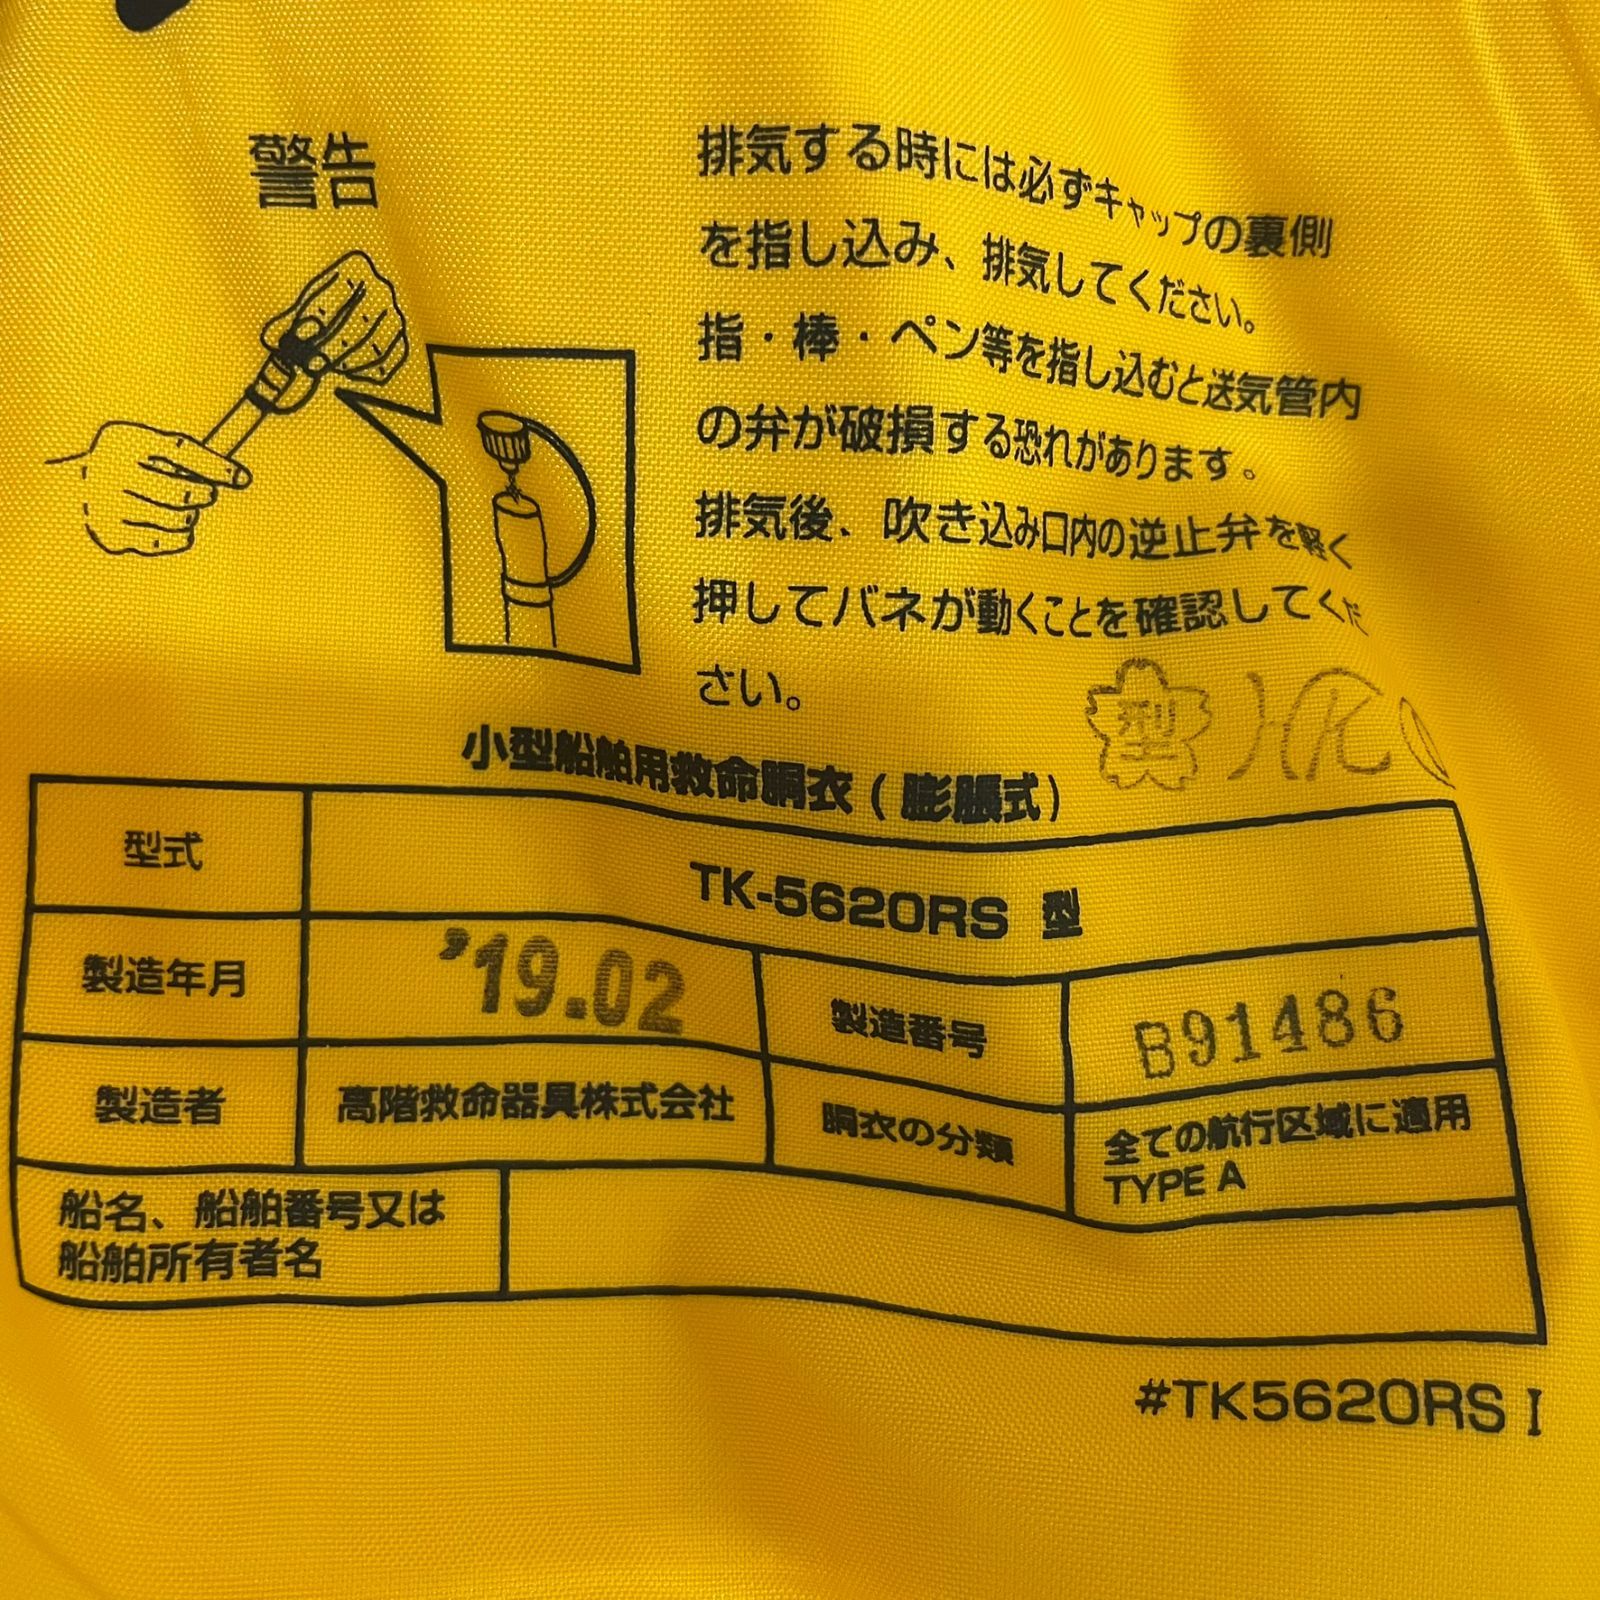 警告
排気する時には必ずキャップの裏側
を指し込み、排気してください。
指・棒・ペン等を指し込むと送気管内
の弁が破損する恐れがあります。
排気後、吹き込み口内の逆止弁を軽く
押してバネが動くことを確認してくだ
さい。
型
小型船舶用救命胴衣(膨脹式)
型式
TK-5620RS 型
製造年月
'19.02
製造番号
B91486
製造者
高階救命器具株式会社
胴衣の分類
全ての航行区域に適用
TYPE A
船名、船舶番号又は
船舶所有者名
#TK5620RS I